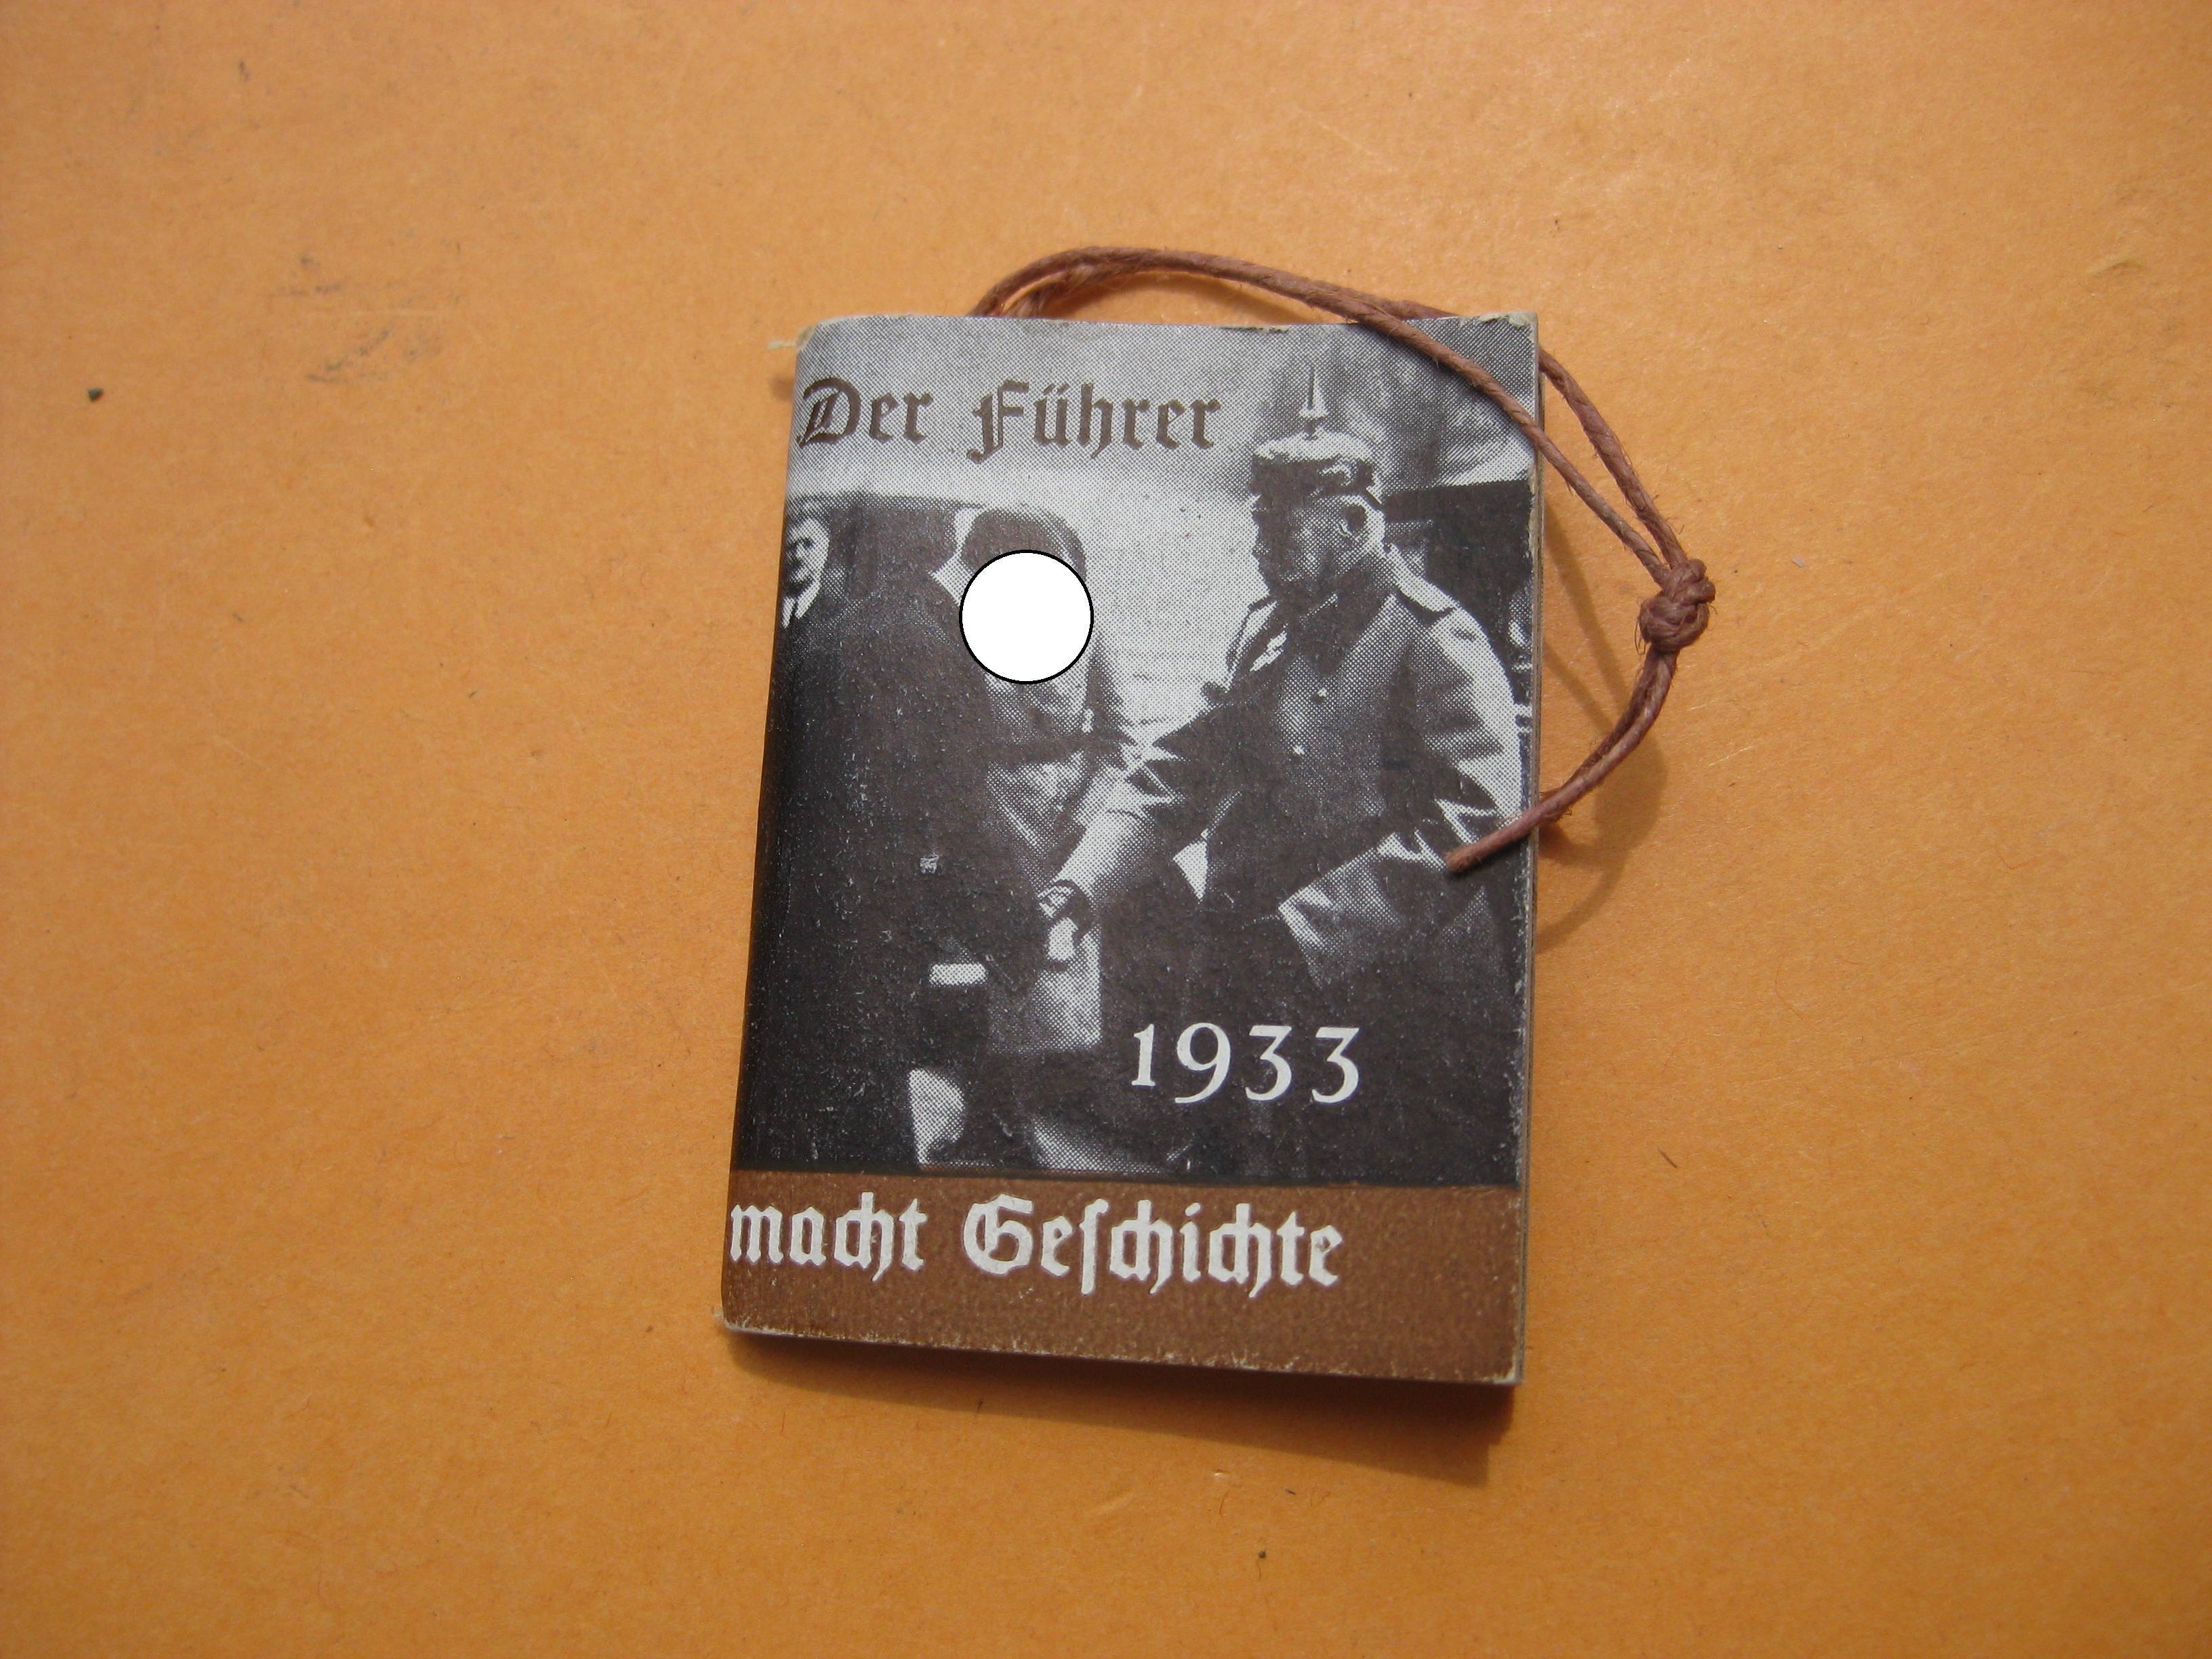 Der Führer
1933
macht Geſchichte